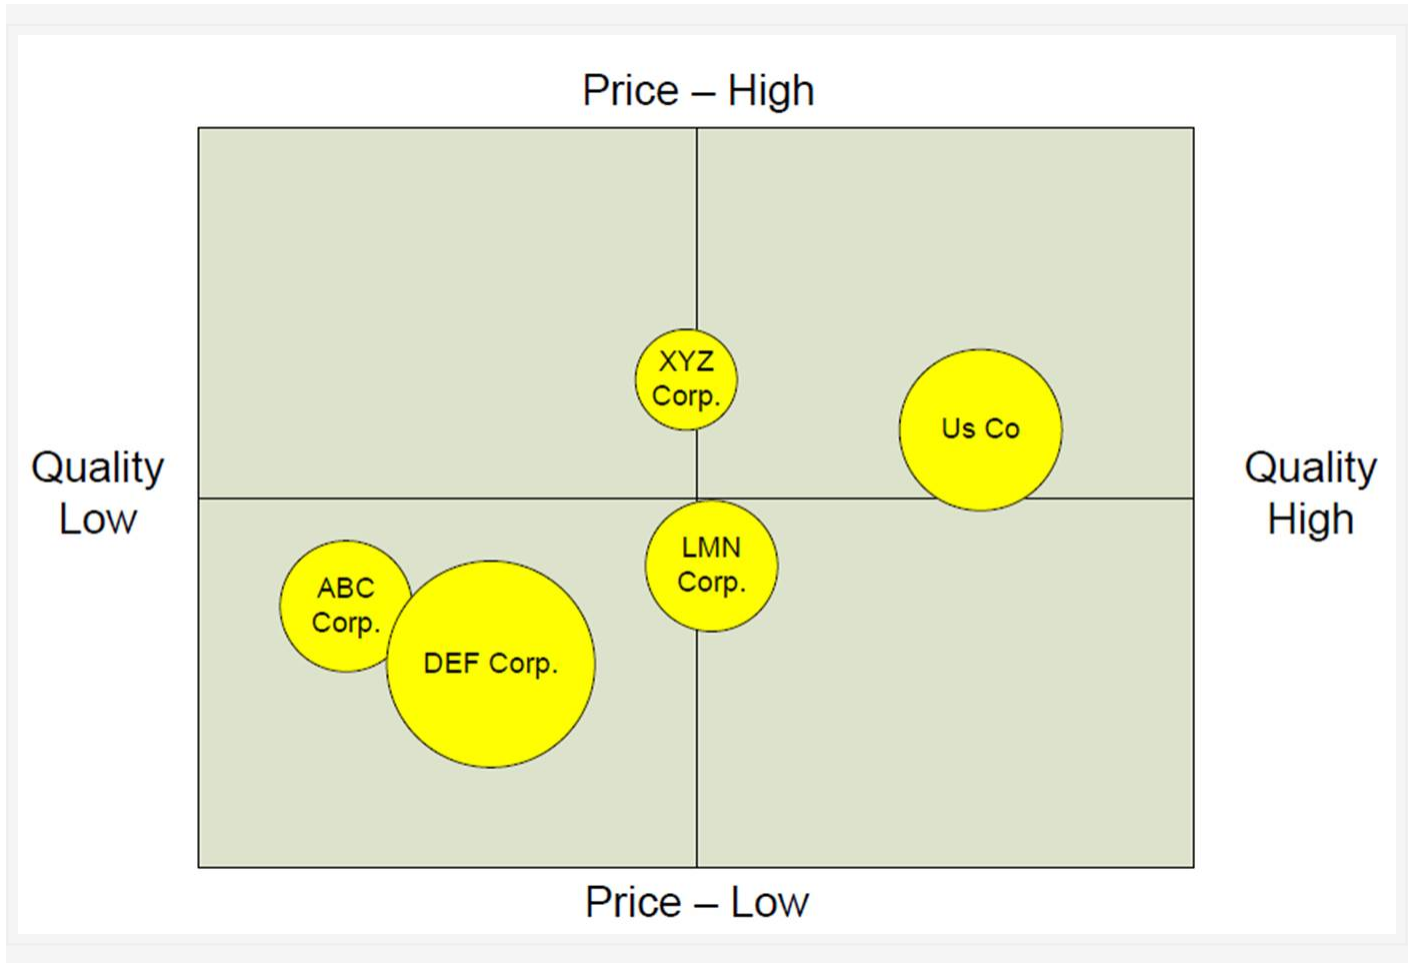 Price – High
XYZ
Corp.
Us Co
Quality
Low
Quality
High
LMN
Corp.
ABC
Corp.
DEF Corp.
Price – Low